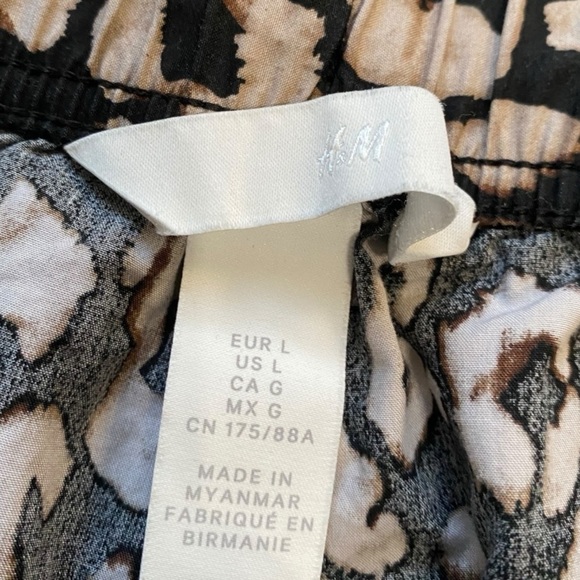 H&M
EUR L
US L
CA G
MX G
CN 175/88A
MADE IN
MYANMAR
FABRIQUÉ EN
BIRMANIE